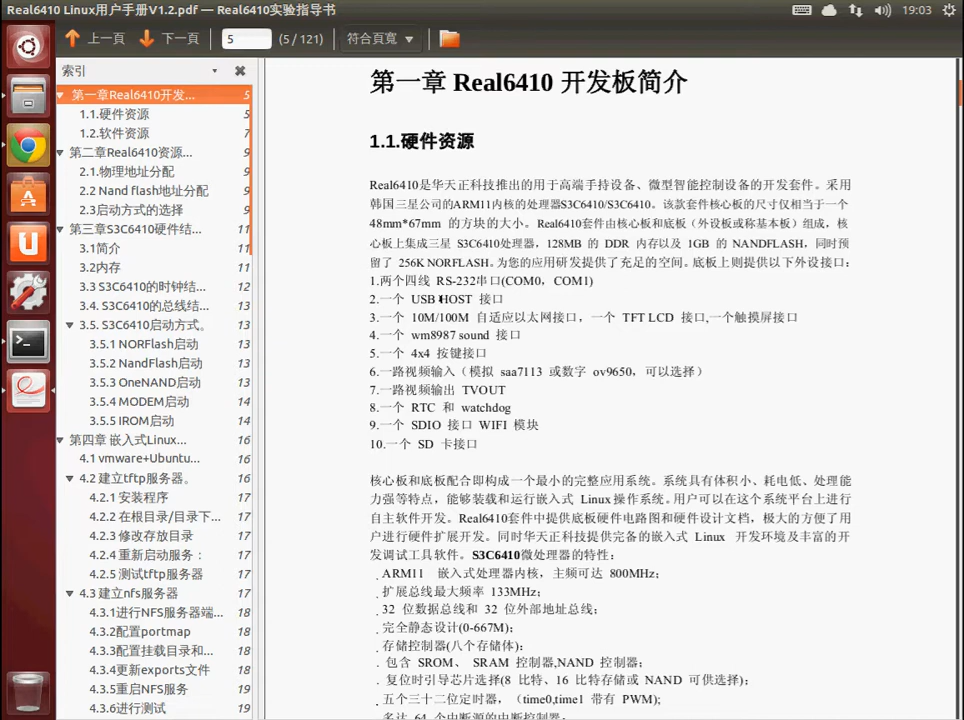 Real6410 Linux用户手册V1.2.pdf — Real6410实验指导书
19:03
上一頁
下一頁
5
(5 / 121)
符合頁寬
索引
第一章Real6410开发... 5
1.1.硬件资源 5
1.2.软件资源 7
第二章Real6410资源... 9
2.1.物理地址分配 9
2.2 Nand flash地址分配 9
2.3启动方式的选择 9
第三章S3C6410硬件结... 11
3.1简介 11
3.2内存 11
3.3 S3C6410的时钟结... 12
3.4. S3C6410的总线结... 13
3.5. S3C6410启动方式。 13
3.5.1 NORFlash启动 13
3.5.2 NandFlash启动 13
3.5.3 OneNAND启动 13
3.5.4 MODEM启动 14
3.5.5 IROM启动 14
第四章 嵌入式Linux... 16
4.1 vmware+Ubuntu... 16
4.2 建立tftp服务器。 16
4.2.1 安装程序 17
4.2.2 在根目录/目录下... 17
4.2.3 修改存放目录 17
4.2.4 重新启动服务： 17
4.2.5 测试tftp服务器 17
4.3 建立nfs服务器 17
4.3.1进行NFS服务器端... 18
4.3.2配置portmap 18
4.3.3配置挂载目录和... 18
4.3.4更新exports文件 18
4.3.5重启NFS服务 19
4.3.6进行测试 19
第一章 Real6410 开发板简介
1.1.硬件资源
Real6410是华天正科技推出的用于高端手持设备、微型智能控制设备的开发套件。采用
韩国三星公司的ARM11内核的处理器S3C6410/S3C6410。该款套件核心板的尺寸仅相当于一个
48mm*67mm 的方块的大小。Real6410套件由核心板和底板（外设板或称基本板）组成，核
心板上集成三星 S3C6410处理器，128MB 的 DDR 内存以及 1GB 的 NANDFLASH，同时预
留了 256K NORFLASH。为您的应用研发提供了充足的空间。底板上则提供以下外设接口：
1.两个四线 RS-232串口(COM0，COM1)
2.一个 USB HOST 接口
3.一个 10M/100M 自适应以太网接口，一个 TFT LCD 接口,一个触摸屏接口
4.一个 wm8987 sound 接口
5.一个 4x4 按键接口
6.一路视频输入（模拟 saa7113 或数字 ov9650，可以选择）
7.一路视频输出 TVOUT
8.一个 RTC 和 watchdog
9.一个 SDIO 接口 WIFI 模块
10.一个 SD 卡接口
核心板和底板配合即构成一个最小的完整应用系统。系统具有体积小、耗电低、处理能
力强等特点，能够装载和运行嵌入式 Linux操作系统。用户可以在这个系统平台上进行
自主软件开发。Real6410套件中提供底板硬件电路图和硬件设计文档，极大的方便了用
户进行硬件扩展开发。同时华天正科技提供完备的嵌入式 Linux 开发环境及丰富的开
发调试工具软件。S3C6410微处理器的特性：
. ARM11 嵌入式处理器内核，主频可达 800MHz；
. 扩展总线最大频率 133MHz；
. 32 位数据总线和 32 位外部地址总线；
. 完全静态设计(0-667M)；
. 存储控制器(八个存储体)：
. 包含 SROM、 SRAM 控制器,NAND 控制器；
. 复位时引导芯片选择(8 比特、16 比特存储或 NAND 可供选择)；
. 五个三十二位定时器，（time0,time1 带有 PWM)；
. 多达 64 个中断源的中断控制器；